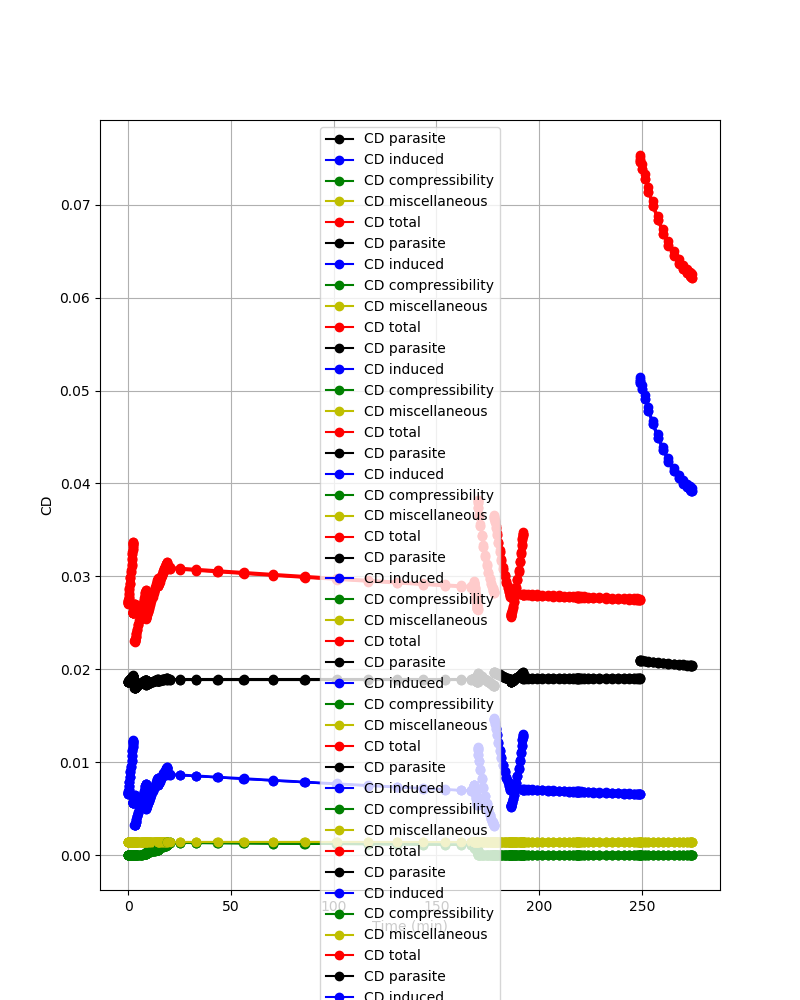 CD parasite
CD induced
CD compressibility
CD miscellaneous
CD total
CD parasite
CD induced
CD compressibility
CD miscellaneous
CD total
CD parasite
CD induced
CD compressibility
CD miscellaneous
CD total
CD parasite
CD induced
CD compressibility
CD miscellaneous
CD total
CD parasite
CD induced
CD compressibility
CD miscellaneous
CD total
CD parasite
CD induced
CD compressibility
CD miscellaneous
CD total
CD parasite
CD induced
CD compressibility
CD miscellaneous
CD total
CD parasite
CD induced
CD compressibility
CD miscellaneous
CD total
CD parasite
CD induced
0.07
0.06
0.05
0.04
0.03
0.02
0.01
0.00
CD
0 50 100 150 200 250
Time (min)